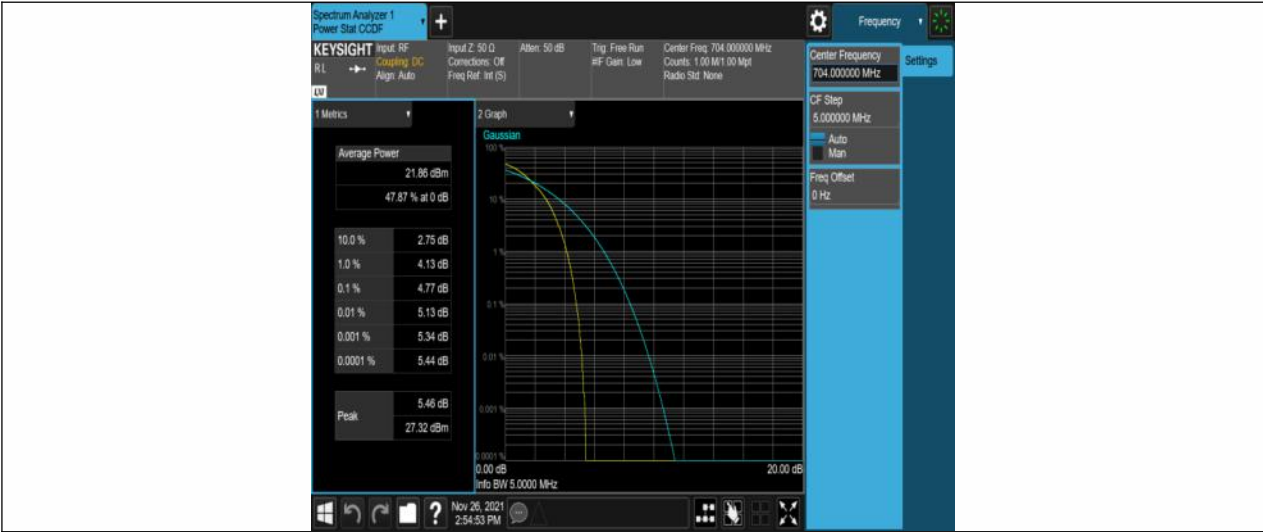 Spectrum Analyzer 1
Power Stat CCDF
+
Frequency
KEYSIGHT
RL
LW
Input: RF
Coupling: DC
Align: Auto
Input Z: 50 Ω
Corrections: Off
Freq Ref: Int (S)
Atten: 50 dB
Trig: Free Run
#IF Gain: Low
Center Freq: 704.000000 MHz
Counts: 1.00 M/1.00 Mpt
Radio Std: None
Center Frequency
704.000000 MHz
Settings
CF Step
5.000000 MHz
Auto
Man
Freq Offset
0 Hz
1 Metrics
Average Power
21.86 dBm
47.87 % at 0 dB
10.0 % 2.75 dB
1.0 % 4.13 dB
0.1 % 4.77 dB
0.01 % 5.13 dB
0.001 % 5.34 dB
0.0001 % 5.44 dB
Peak
5.46 dB
27.32 dBm
2 Graph
Gaussian
100 %
10 %
1 %
0.1 %
0.01 %
0.001 %
0.0001 %
0.00 dB
20.00 dB
Info BW 5.0000 MHz
?
Nov 26, 2021
2:54:53 PM